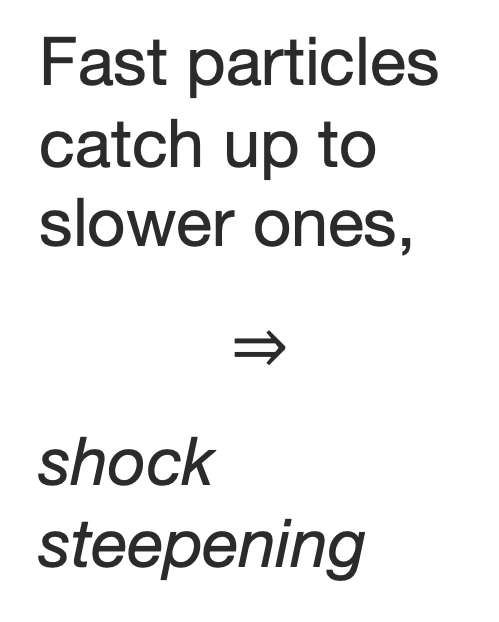 Fast particles
catch up to
slower ones,
⇒
shock
steepening